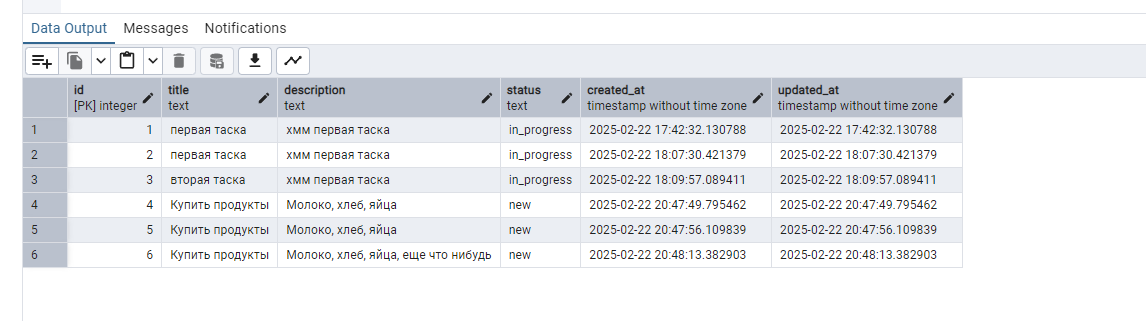 Data Output Messages Notifications
id title description status created_at updated_at
[PK] integer text text text timestamp without time zone timestamp without time zone
1 1 первая таска хмм первая таска in_progress 2025-02-22 17:42:32.130788 2025-02-22 17:42:32.130788
2 2 первая таска хмм первая таска in_progress 2025-02-22 18:07:30.421379 2025-02-22 18:07:30.421379
3 3 вторая таска хмм первая таска in_progress 2025-02-22 18:09:57.089411 2025-02-22 18:09:57.089411
4 4 Купить продукты Молоко, хлеб, яйца new 2025-02-22 20:47:49.795462 2025-02-22 20:47:49.795462
5 5 Купить продукты Молоко, хлеб, яйца new 2025-02-22 20:47:56.109839 2025-02-22 20:47:56.109839
6 6 Купить продукты Молоко, хлеб, яйца, еще что нибудь new 2025-02-22 20:48:13.382903 2025-02-22 20:48:13.382903